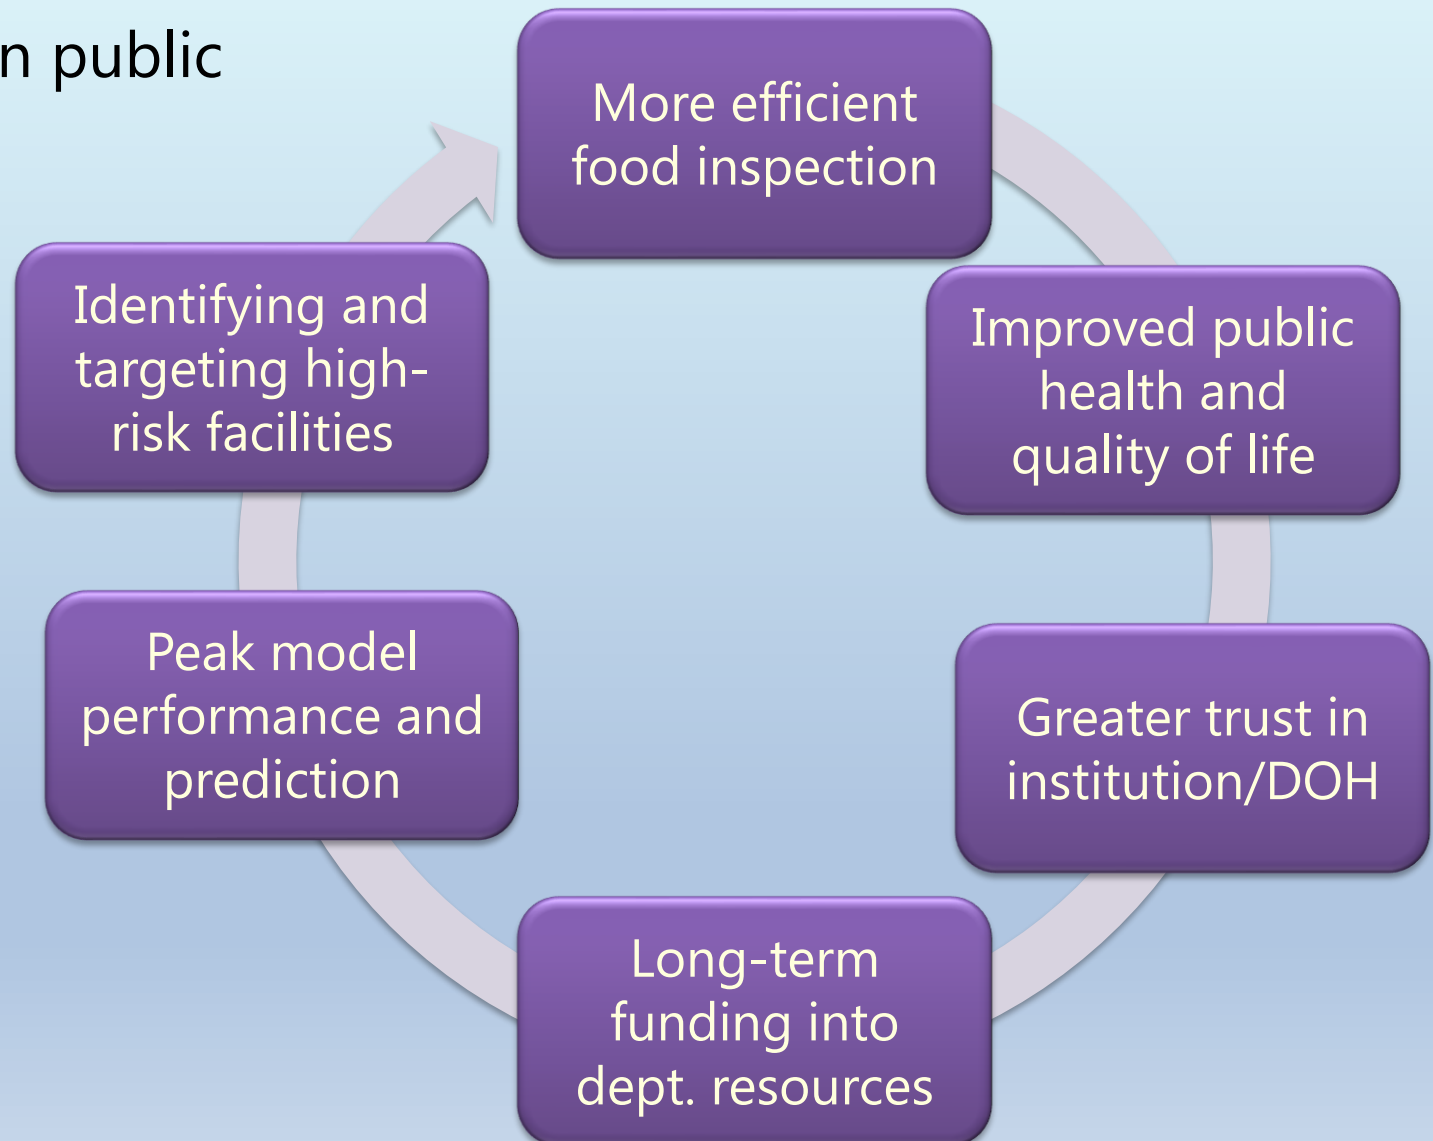 n public
More efficient
food inspection
Improved public
health and
quality of life
Greater trust in
institution/DOH
Long-term
funding into
dept. resources
Peak model
performance and
prediction
Identifying and
targeting high-
risk facilities